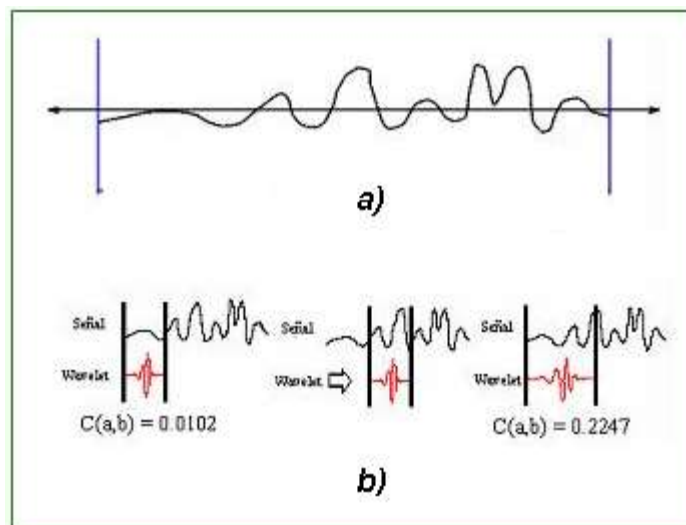 a)
Señal
Wavelet
C(a,b) = 0.0102
Señal
Wavelet
Señal
Wavelet
C(a,b) = 0.2247
b)